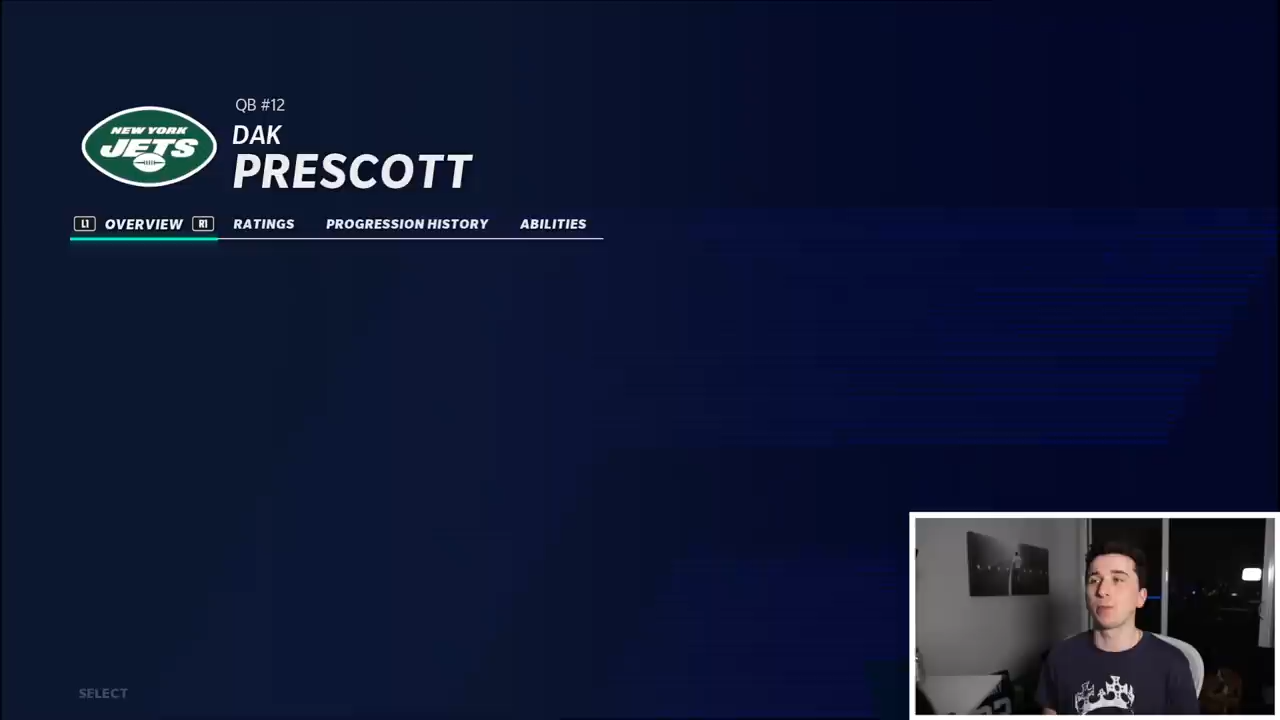 QB #12
NEW YORK
JETS
DAK
PRESCOTT
L1 OVERVIEW R1 RATINGS PROGRESSION HISTORY ABILITIES
SELECT